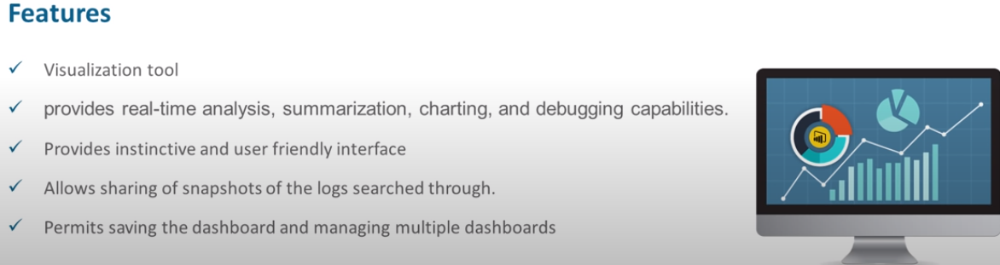 Features
Visualization tool
provides real-time analysis, summarization, charting, and debugging capabilities.
Provides instinctive and user friendly interface
Allows sharing of snapshots of the logs searched through.
Permits saving the dashboard and managing multiple dashboards